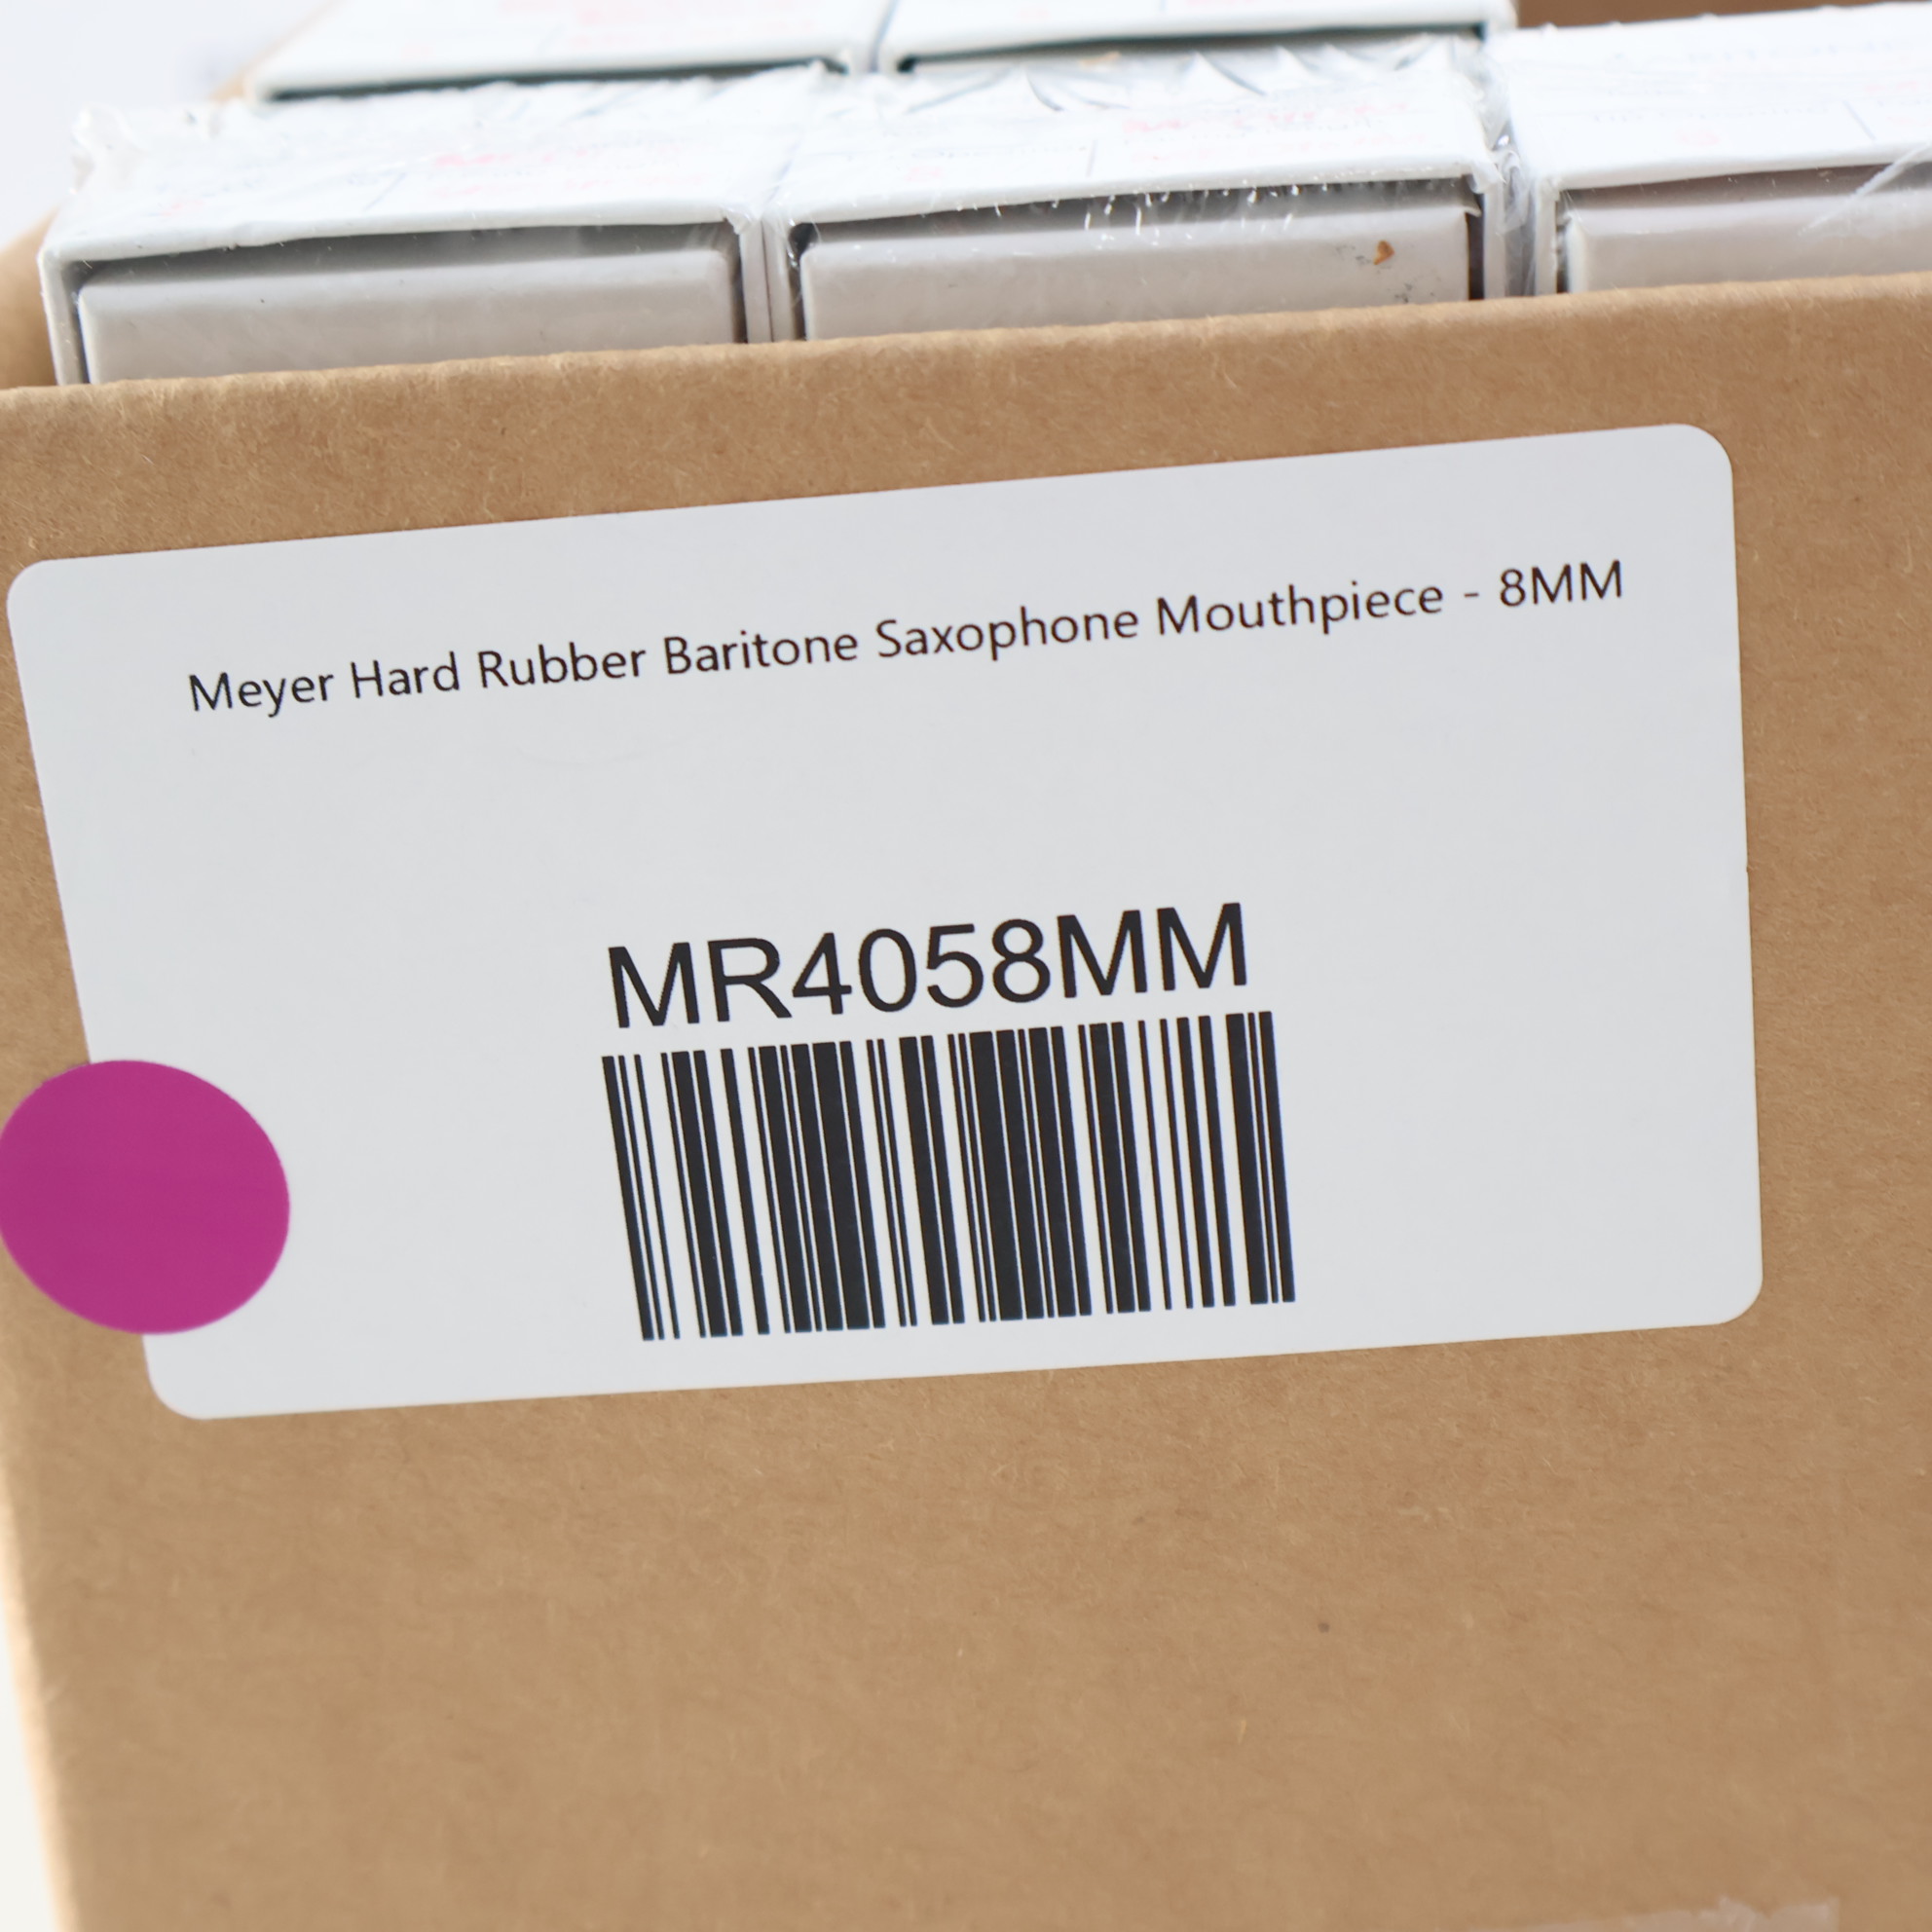 Meyer Hard Rubber Baritone Saxophone Mouthpiece - 8MM
MR4058MM